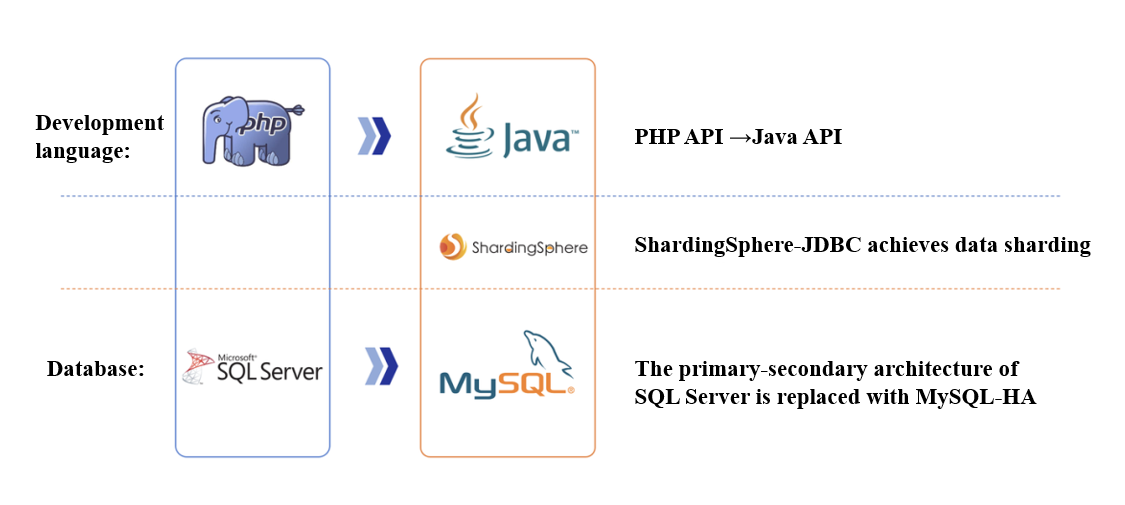 Development
language:
php
Java™
PHP API →Java API
ShardingSphere
ShardingSphere-JDBC achieves data sharding
Database:
Microsoft®
SQL Server
MySQL®
The primary-secondary architecture of
SQL Server is replaced with MySQL-HA